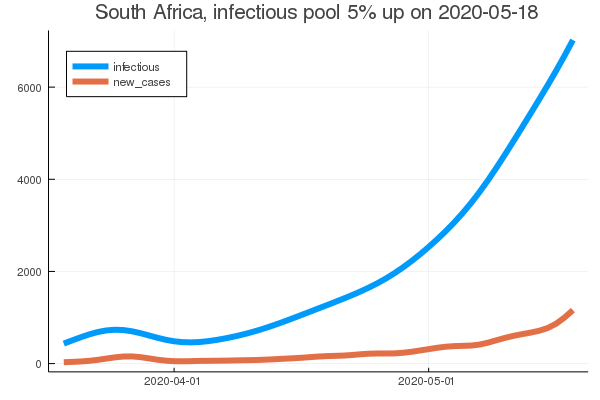 South Africa, infectious pool 5% up on 2020-05-18
infectious
new_cases
6000
4000
2000
0
2020-04-01
2020-05-01